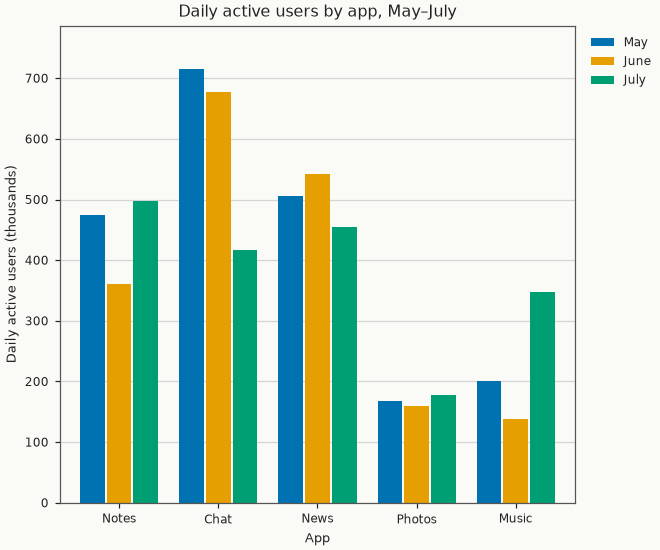 Daily active users by app, May–July
May
June
July
Daily active users (thousands)
700
600
500
400
300
200
100
0
Notes
Chat
News
Photos
Music
App